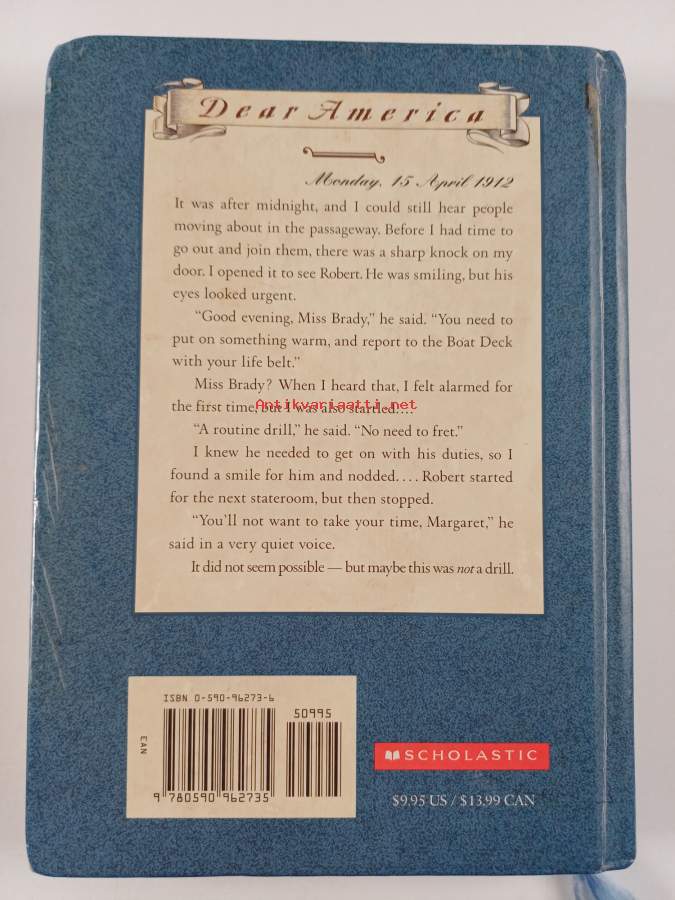 Dear America
Monday, 15 April 1912
It was after midnight, and I could still hear people
moving about in the passageway. Before I had time to
go out and join them, there was a sharp knock on my
door. I opened it to see Robert. He was smiling, but his
eyes looked urgent.
“Good evening, Miss Brady,” he said. “You need to
put on something warm, and report to the Boat Deck
with your life belt.”
Miss Brady? When I heard that, I felt alarmed for
the first time, but I was also startled....
Antikvariaatti.net
“A routine drill,” he said. “No need to fret.”
I knew he needed to get on with his duties, so I
found a smile for him and nodded.... Robert started
for the next stateroom, but then stopped.
“You’ll not want to take your time, Margaret,” he
said in a very quiet voice.
It did not seem possible — but maybe this was not a drill.
ISBN 0-590-96273-6
50995
EAN
9 780590 962735
SCHOLASTIC
$9.95 US / $13.99 CAN